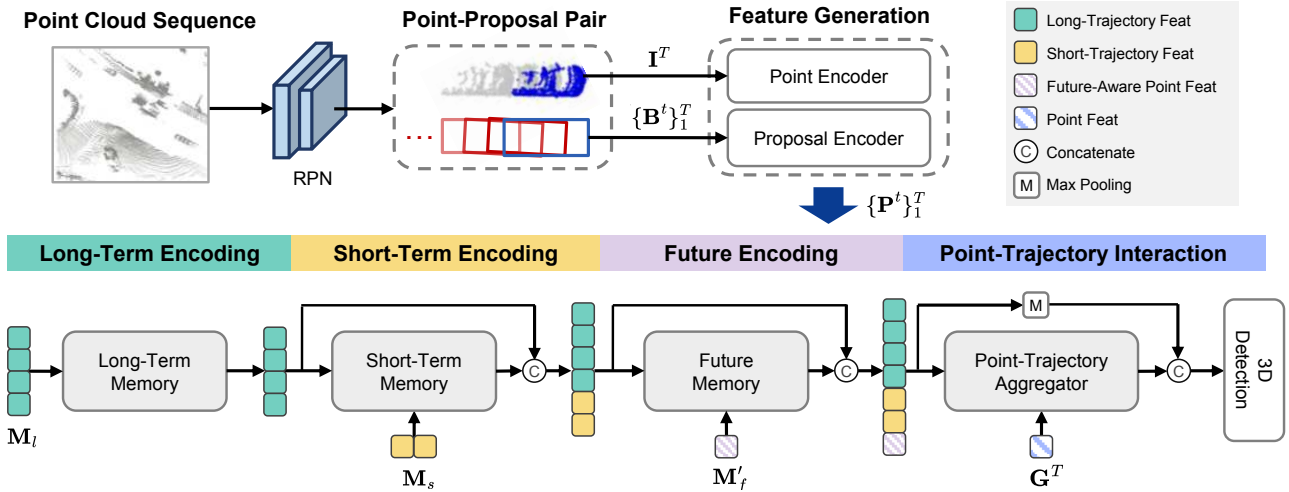 Point Cloud Sequence
Point-Proposal Pair
Feature Generation
RPN
I^T
{B^t}_1^T
Point Encoder
Proposal Encoder
{P^t}_1^T
Long-Trajectory Feat
Short-Trajectory Feat
Future-Aware Point Feat
Point Feat
C Concatenate
M Max Pooling
Long-Term Encoding
Short-Term Encoding
Future Encoding
Point-Trajectory Interaction
M_l
Long-Term
Memory
Short-Term
Memory
M_s
C
Future
Memory
M'_f
C
M
Point-Trajectory
Aggregator
G^T
C
3D
Detection